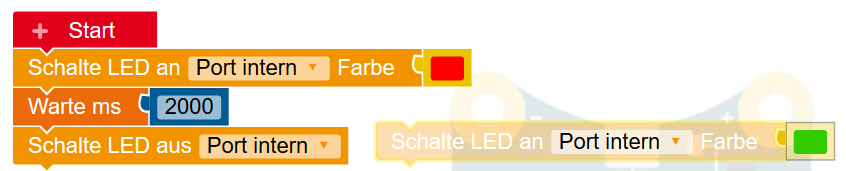 + Start
Schalte LED an Port intern ▾ Farbe
Warte ms 2000
Schalte LED aus Port intern ▾
Schalte LED an Port intern ▾ Farbe
- +